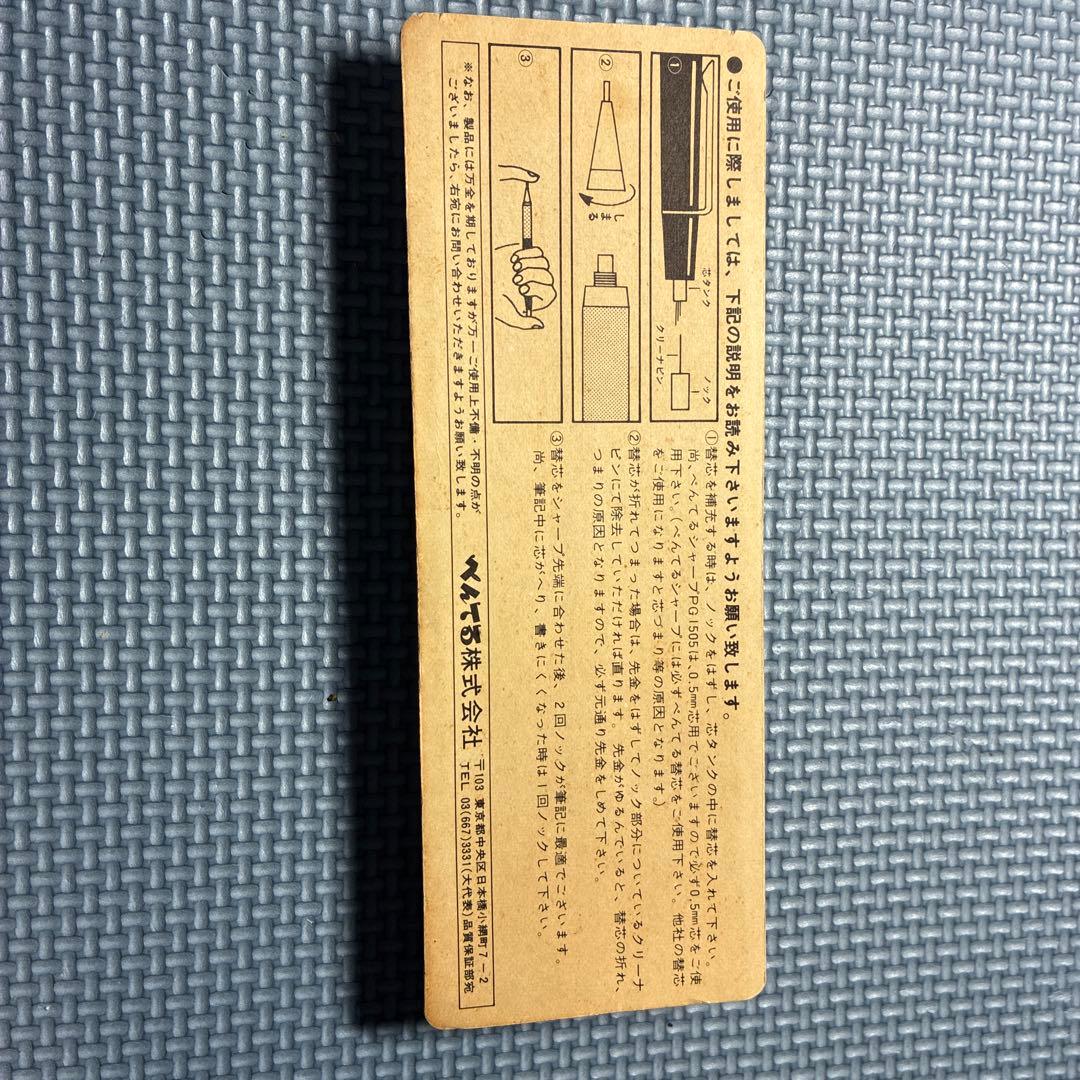 ●ご使用に際しましては、下記の説明をお読み下さいますようお願い致します。
①
芯タンク
クリーナピン
ノック
②
しまる
③
①替芯を補充する時は、ノックをはずし、芯タンクの中に替芯を入れて下さい。
尚、ぺんてるシャープPG1505は、0.5mm芯用でございますので必ず0.5mm芯をご使
用下さい。(ぺんてるシャープには必ずぺんてる替芯をご使用下さい。他社の替芯
をご使用になりますと芯づまり等の原因となります。)
②替芯が折れてつまった場合は、先金をはずしてノック部分についているクリーナ
ピンにて除去していただければ直ります。先金がゆるんでいると、替芯の折れ、
つまりの原因となりますので、必ず元通り先金をしめて下さい。
③替芯をシャープ先端に合わせた後、2回ノックが筆記に最適でございます。
尚、筆記中に芯がへり、書きにくくなった時は1回ノックして下さい。
※なお、製品には万全を期しておりますが万一ご使用上不備・不明の点が
ございましたら、右宛にお問い合わせいただきますようお願い致します。
ぺんてる株式会社
〒103 東京都中央区日本橋小網町7-2
TEL 03(667)3331(大代表)品質保証部宛